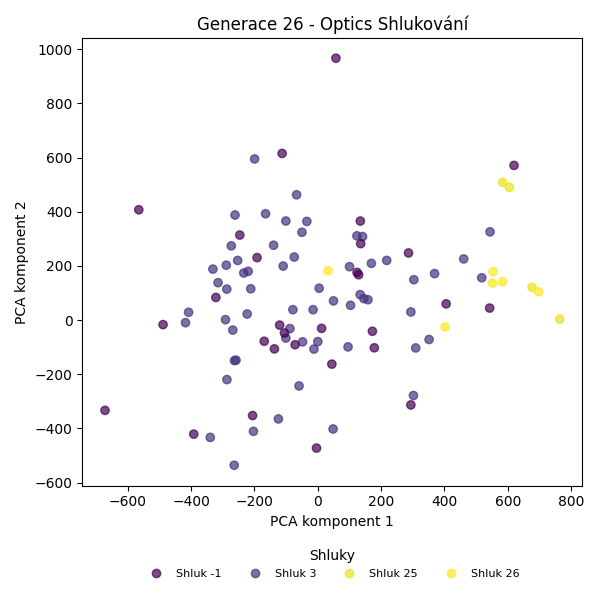 Generace 26 - Optics Shlukování
1000
800
600
400
200
0
−200
−400
−600
PCA komponent 2
−600 −400 −200 0 200 400 600 800
PCA komponent 1
Shluky
Shluk -1 Shluk 3 Shluk 25 Shluk 26